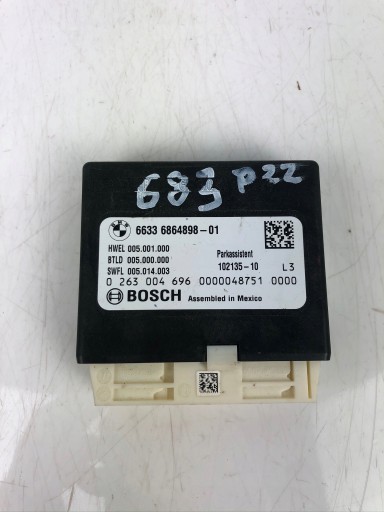 683 P22
6633 6864898-01
HWEL 005.001.000
BTLD 005.000.000
SWFL 005.014.003
Parkassistent
102135-10 L3
0 263 004 696 0000048751 0000
BOSCH Assembled in Mexico